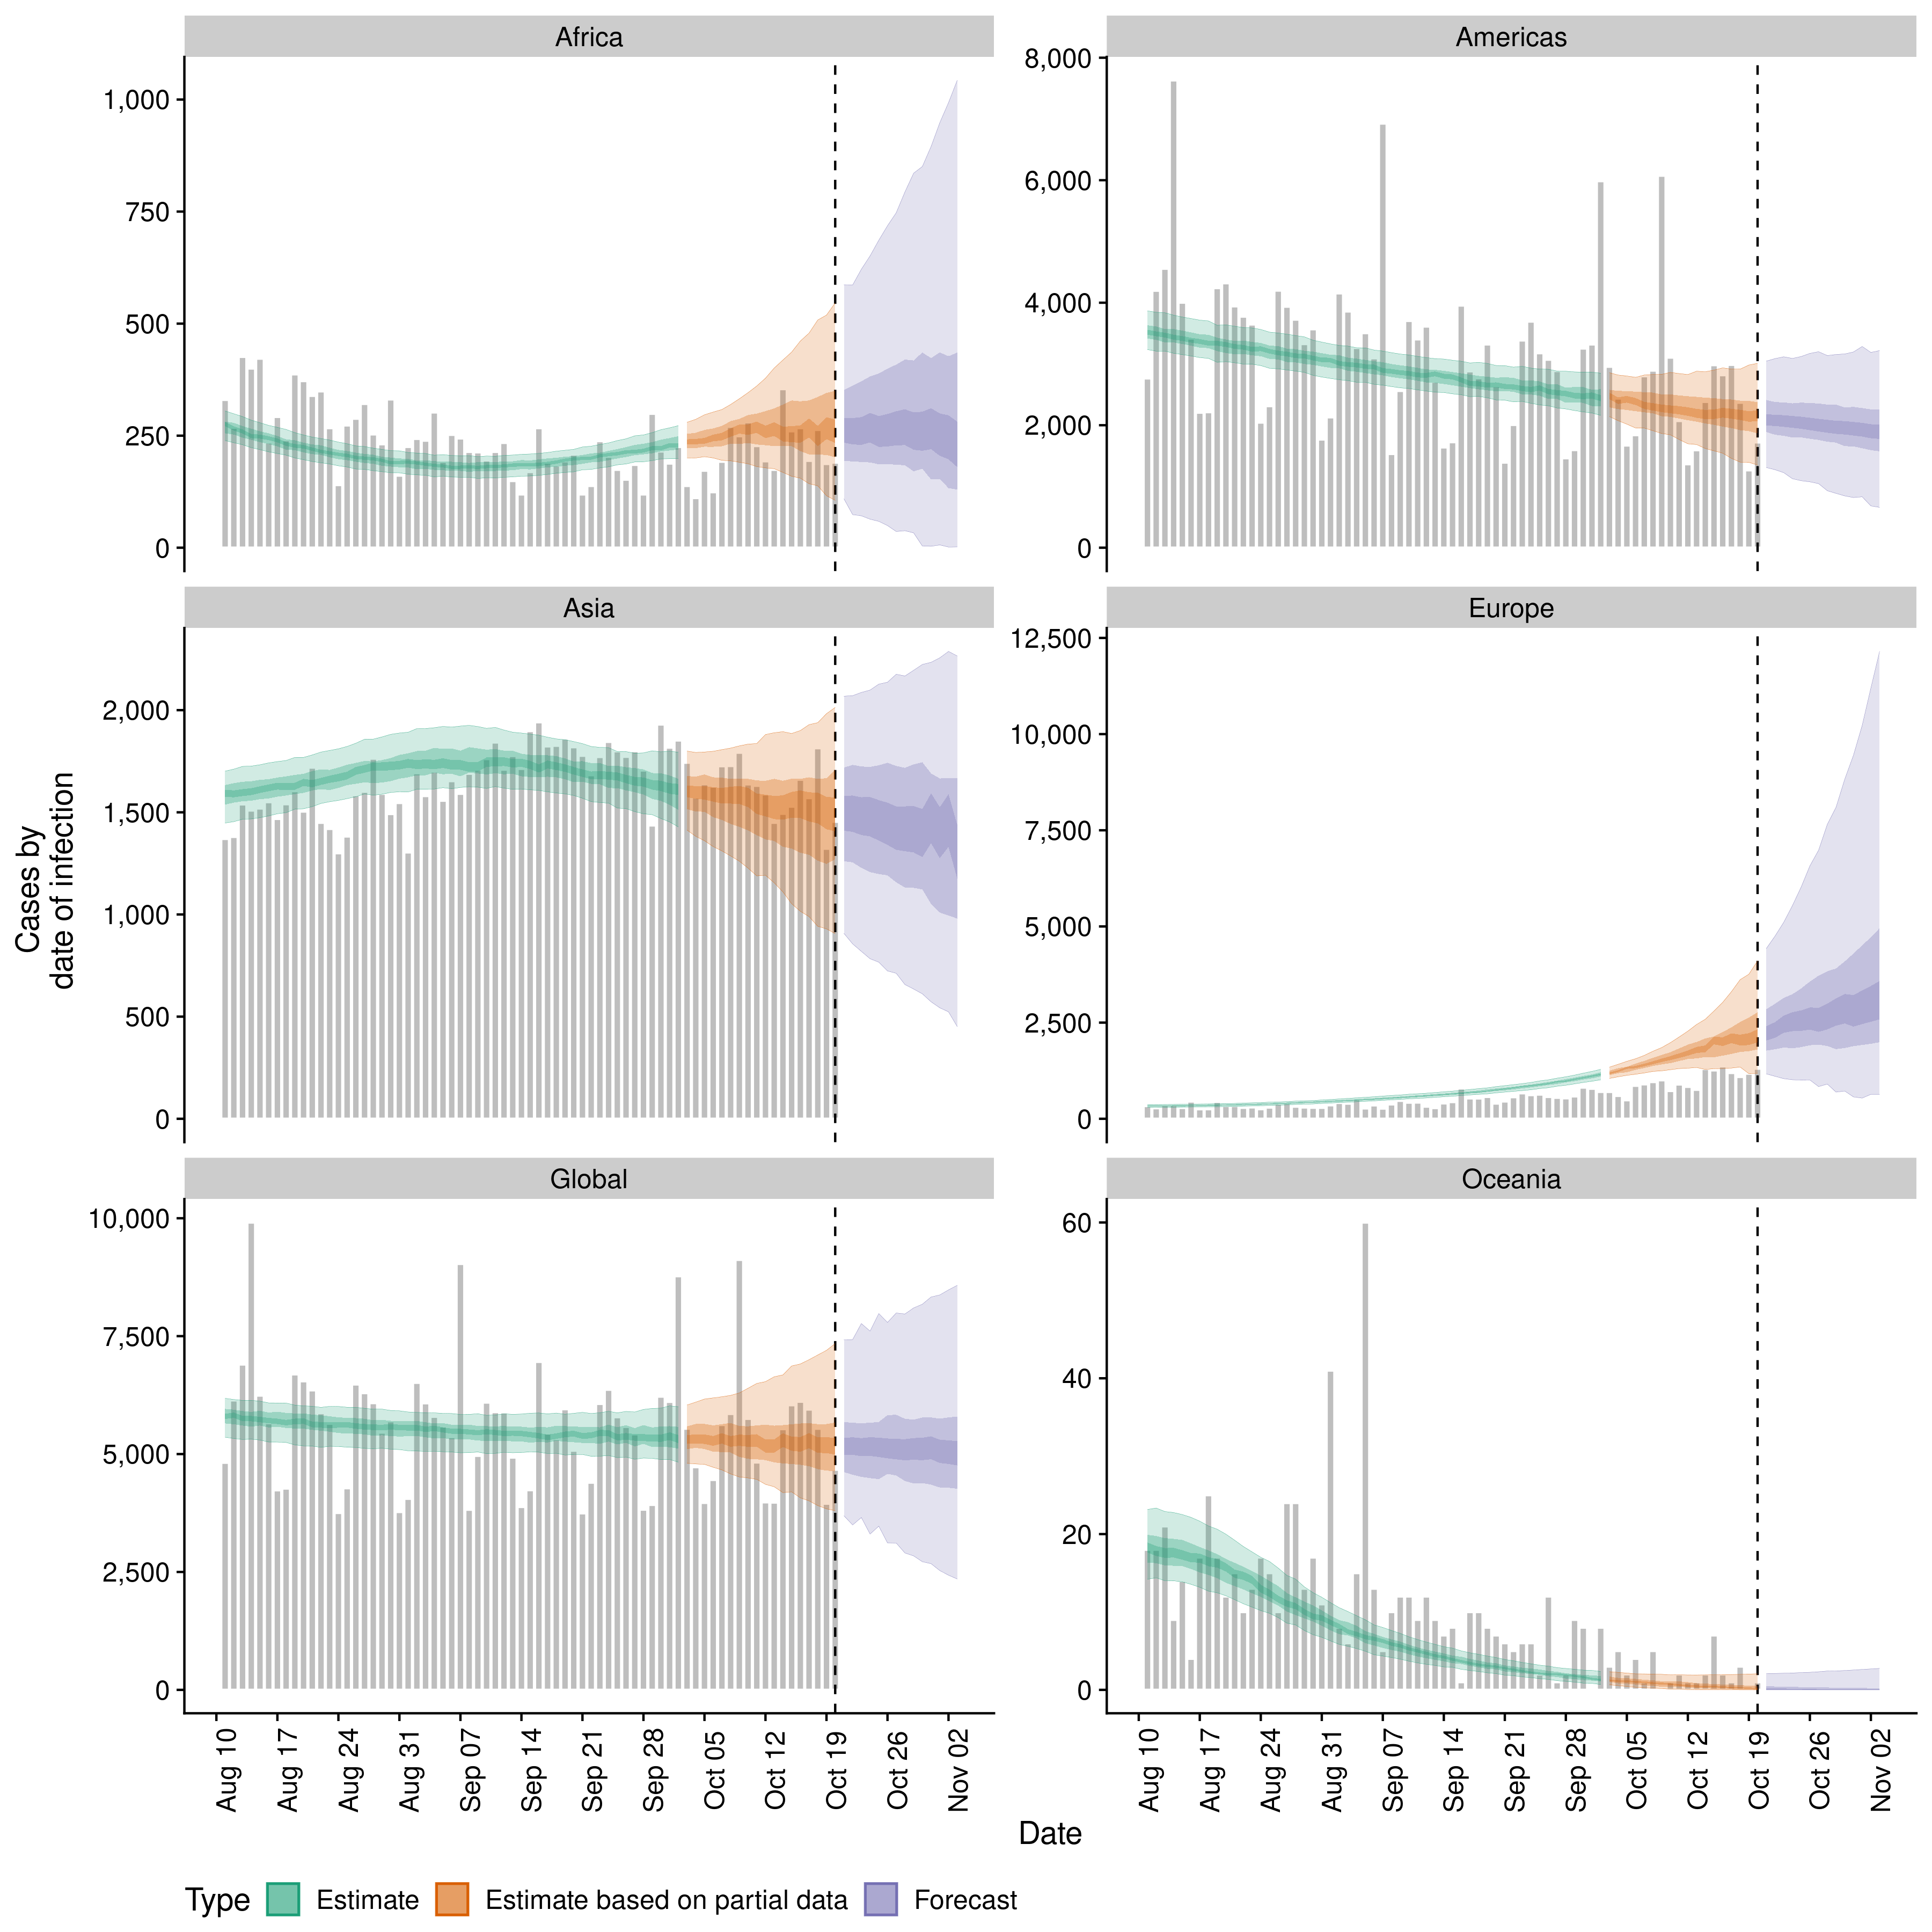 Africa
Americas
1,000
750
500
250
0
8,000
6,000
4,000
2,000
0
Asia
Europe
2,000
1,500
1,000
500
0
12,500
10,000
7,500
5,000
2,500
0
Cases by
date of infection
Global
Oceania
10,000
7,500
5,000
2,500
0
60
40
20
0
Aug 10
Aug 17
Aug 24
Aug 31
Sep 07
Sep 14
Sep 21
Sep 28
Oct 05
Oct 12
Oct 19
Oct 26
Nov 02
Aug 10
Aug 17
Aug 24
Aug 31
Sep 07
Sep 14
Sep 21
Sep 28
Oct 05
Oct 12
Oct 19
Oct 26
Nov 02
Date
Type Estimate Estimate based on partial data Forecast